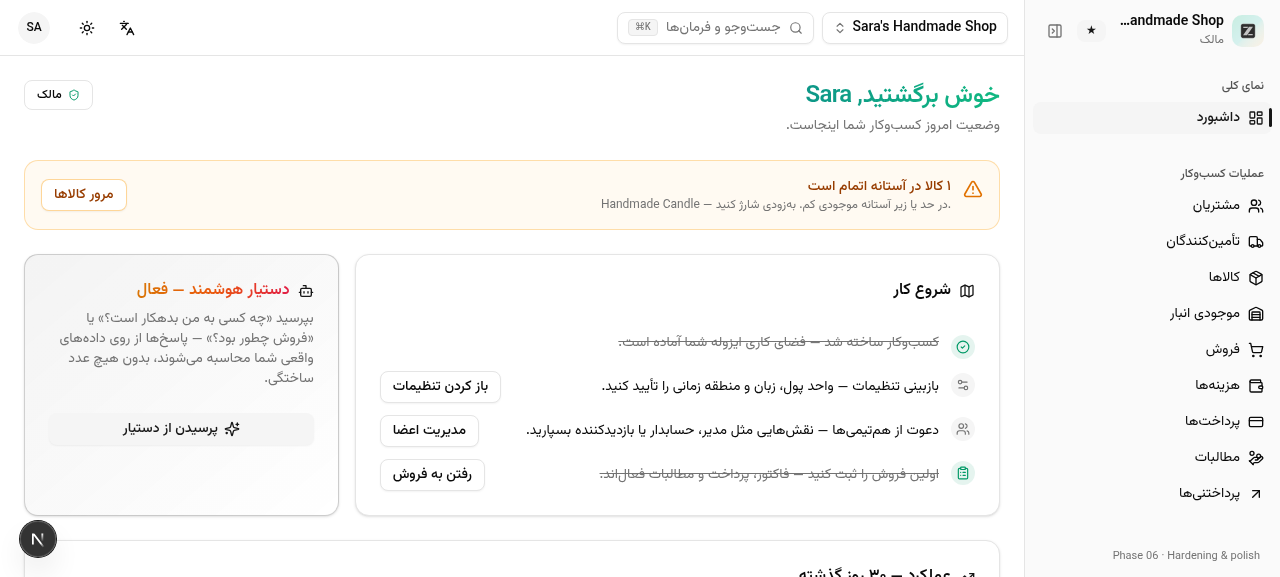 ...andmade Shop
مالک
★
نمای کلی
داشبورد
عملیات کسب‌وکار
مشتریان
تأمین‌کنندگان
کالاها
موجودی انبار
فروش
هزینه‌ها
پرداخت‌ها
مطالبات
پرداختنی‌ها
Phase 06 · Hardening & polish
Sara's Handmade Shop
جست‌وجو و فرمان‌ها
⌘K
SA
خوش برگشتید, Sara
وضعیت امروز کسب‌وکار شما اینجاست.
مالک
۱ کالا در آستانه اتمام است
Handmade Candle — در حد یا زیر آستانه موجودی کم. به‌زودی شارژ کنید.
مرور کالاها
شروع کار
کسب‌وکار ساخته شد — فضای کاری ایزوله شما آماده است.
بازبینی تنظیمات — واحد پول، زبان و منطقه زمانی را تأیید کنید.
باز کردن تنظیمات
دعوت از هم‌تیمی‌ها — نقش‌هایی مثل مدیر، حسابدار یا بازدیدکننده بسپارید.
مدیریت اعضا
اولین فروش را ثبت کنید — فاکتور، پرداخت و مطالبات فعال‌اند.
رفتن به فروش
دستیار هوشمند — فعال
بپرسید «چه کسی به من بدهکار است؟» یا
«فروش چطور بود؟» — پاسخ‌ها از روی داده‌های
واقعی شما محاسبه می‌شوند، بدون هیچ عدد
ساختگی.
پرسیدن از دستیار
N
عملکرد — ۳۰ روز گذشته